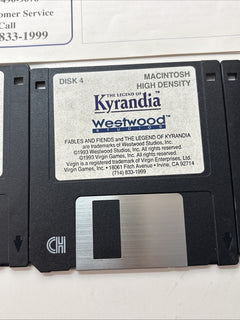 omer Service
Call
833-1999
DISK 4
MACINTOSH
HIGH DENSITY
THE LEGEND OF
Kyrandia
Westwood
STUDIOS
FABLES AND FIENDS and THE LEGEND OF KYRANDIA
are trademarks of Westwood Studios, Inc.
©1993 Westwood Studios, Inc. All rights reserved.
©1993 Virgin Games, Inc. All rights reserved.
Virgin is a registered trademark of Virgin Enterprises, Ltd.
Virgin Games, Inc. • 18061 Fitch Avenue • Irvine, CA 92714
(714) 833-1999
CH